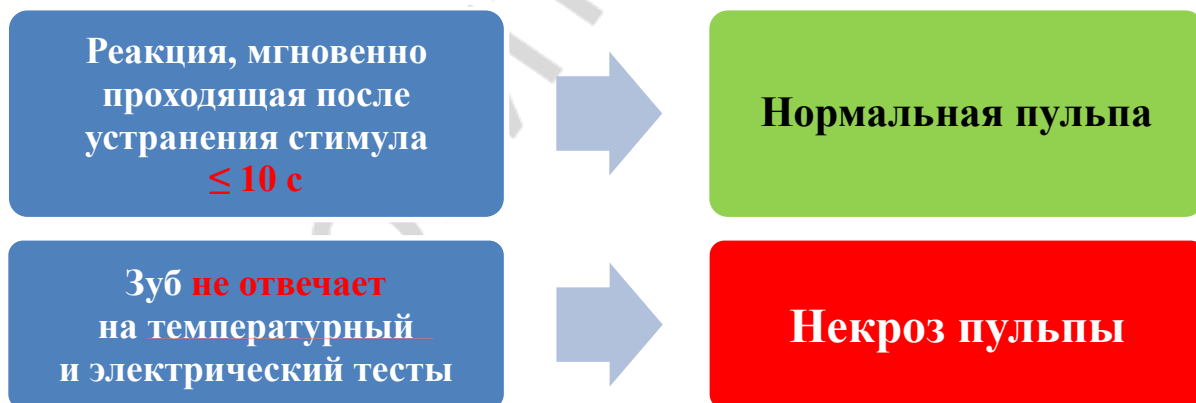 Реакция, мгновенно
проходящая после
устранения стимула
≤ 10 с
Нормальная пульпа
Зуб не отвечает
на температурный
и электрический тесты
Некроз пульпы